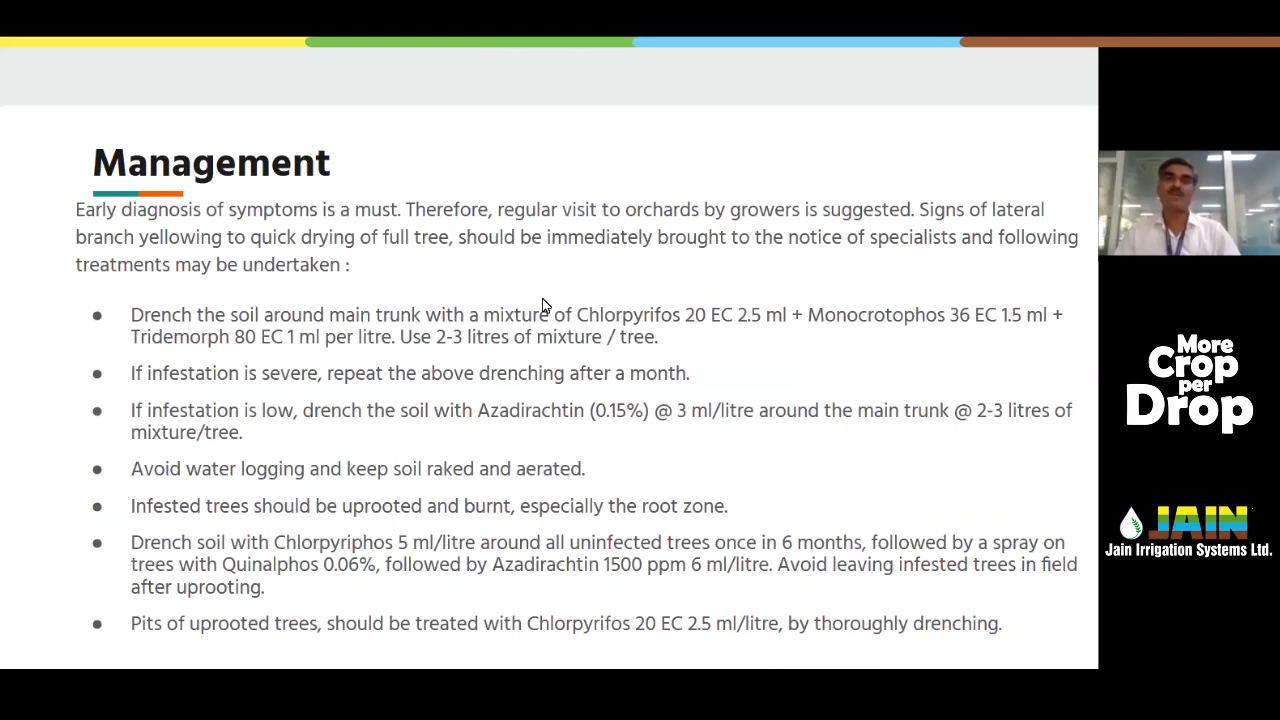 Management
Early diagnosis of symptoms is a must. Therefore, regular visit to orchards by growers is suggested. Signs of lateral
branch yellowing to quick drying of full tree, should be immediately brought to the notice of specialists and following
treatments may be undertaken :
● Drench the soil around main trunk with a mixture of Chlorpyrifos 20 EC 2.5 ml + Monocrotophos 36 EC 1.5 ml +
Tridemorph 80 EC 1 ml per litre. Use 2-3 litres of mixture / tree.
● If infestation is severe, repeat the above drenching after a month.
● If infestation is low, drench the soil with Azadirachtin (0.15%) @ 3 ml/litre around the main trunk @ 2-3 litres of
mixture/tree.
● Avoid water logging and keep soil raked and aerated.
● Infested trees should be uprooted and burnt, especially the root zone.
● Drench soil with Chlorpyriphos 5 ml/litre around all uninfected trees once in 6 months, followed by a spray on
trees with Quinalphos 0.06%, followed by Azadirachtin 1500 ppm 6 ml/litre. Avoid leaving infested trees in field
after uprooting.
● Pits of uprooted trees, should be treated with Chlorpyrifos 20 EC 2.5 ml/litre, by thoroughly drenching.
More
Crop
per
Drop
JAIN
Jain Irrigation Systems Ltd.